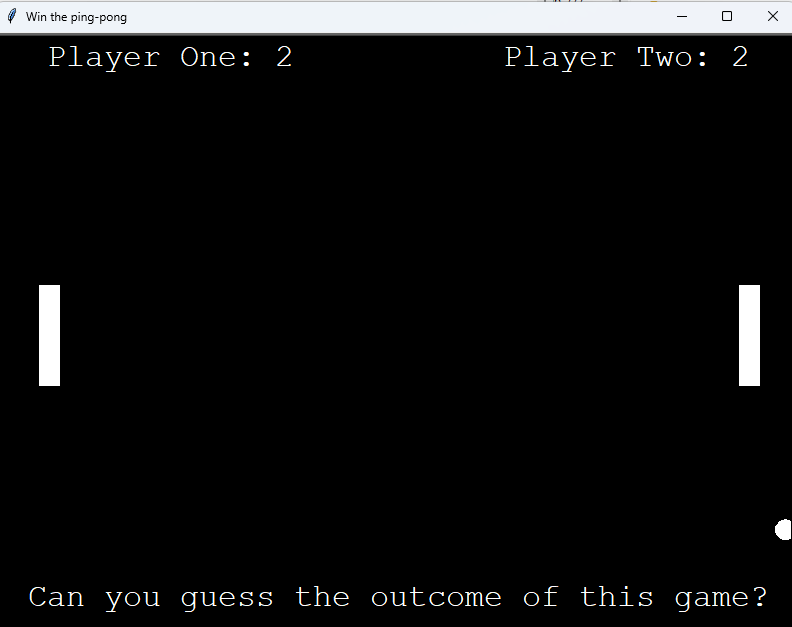 Win the ping-pong
Player One: 2 Player Two: 2
Can you guess the outcome of this game?